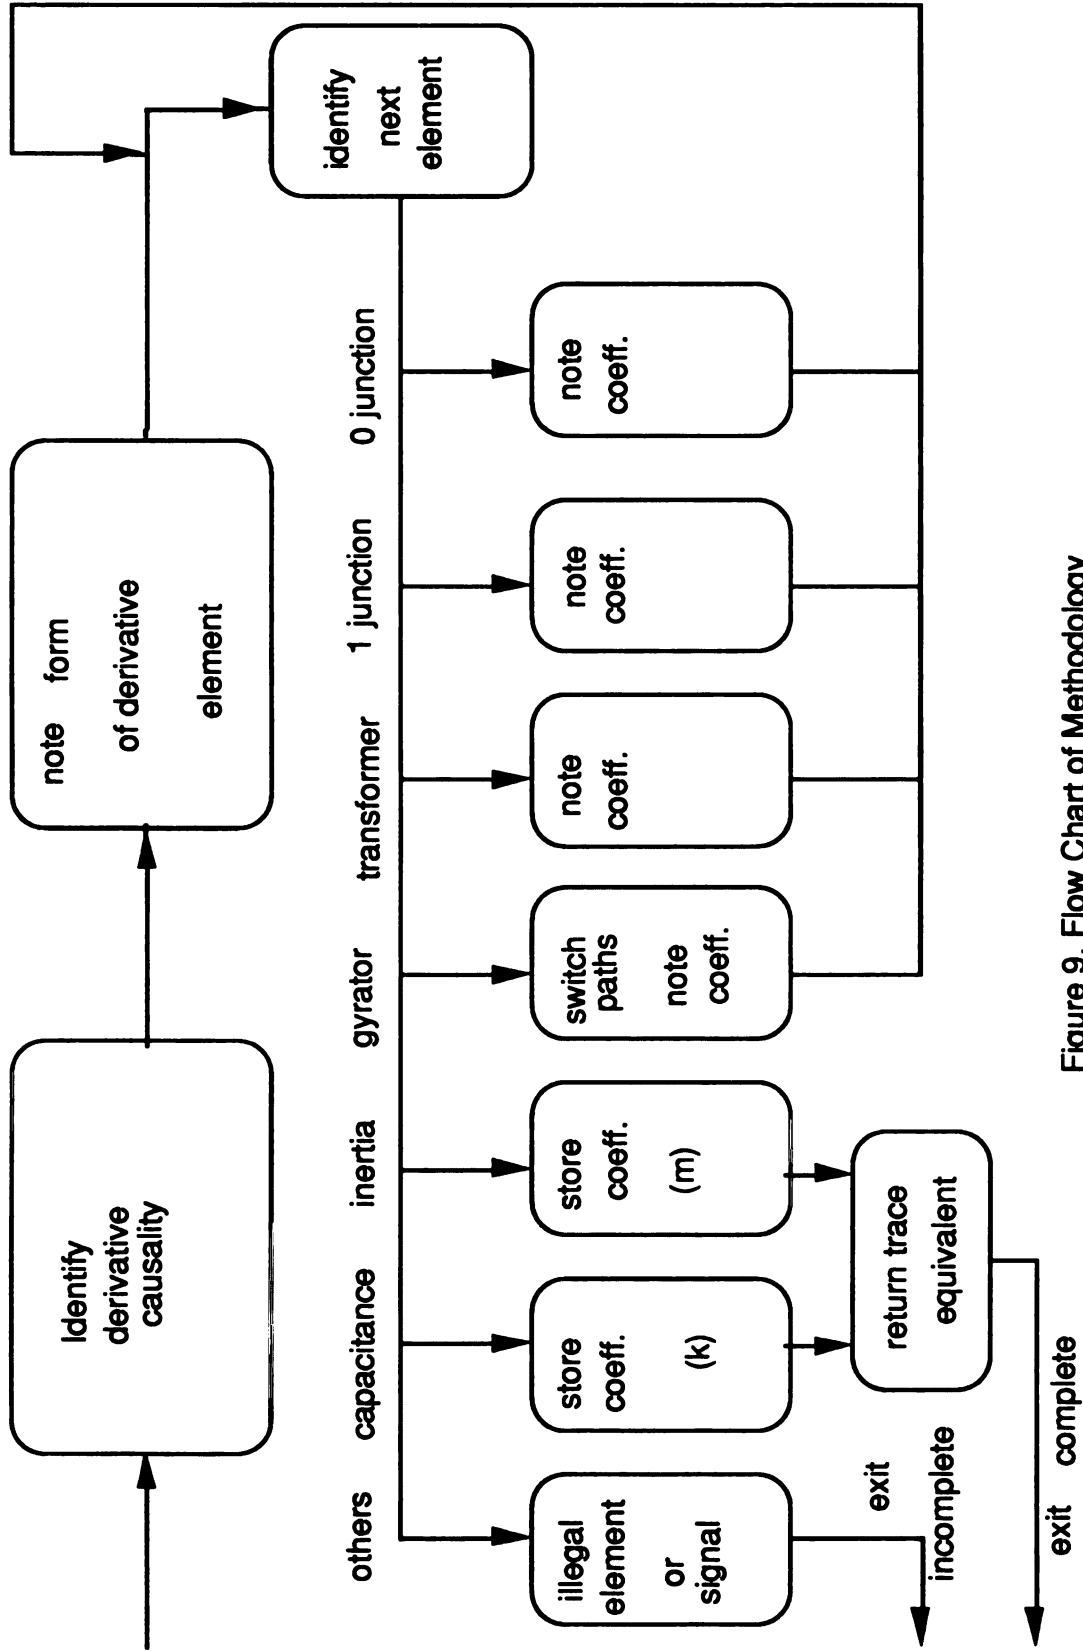 Identify
derivative
causality
note form
of derivative
element
identify
next
element
others
capacitance
inertia
gyrator
transformer
1 junction
0 junction
illegal
element
or
signal
store
coeff.
(k)
store
coeff.
(m)
switch
paths
note
coeff.
note
coeff.
note
coeff.
note
coeff.
return trace
equivalent
exit
incomplete
exit complete
Figure 9. Flow Chart of Methodology